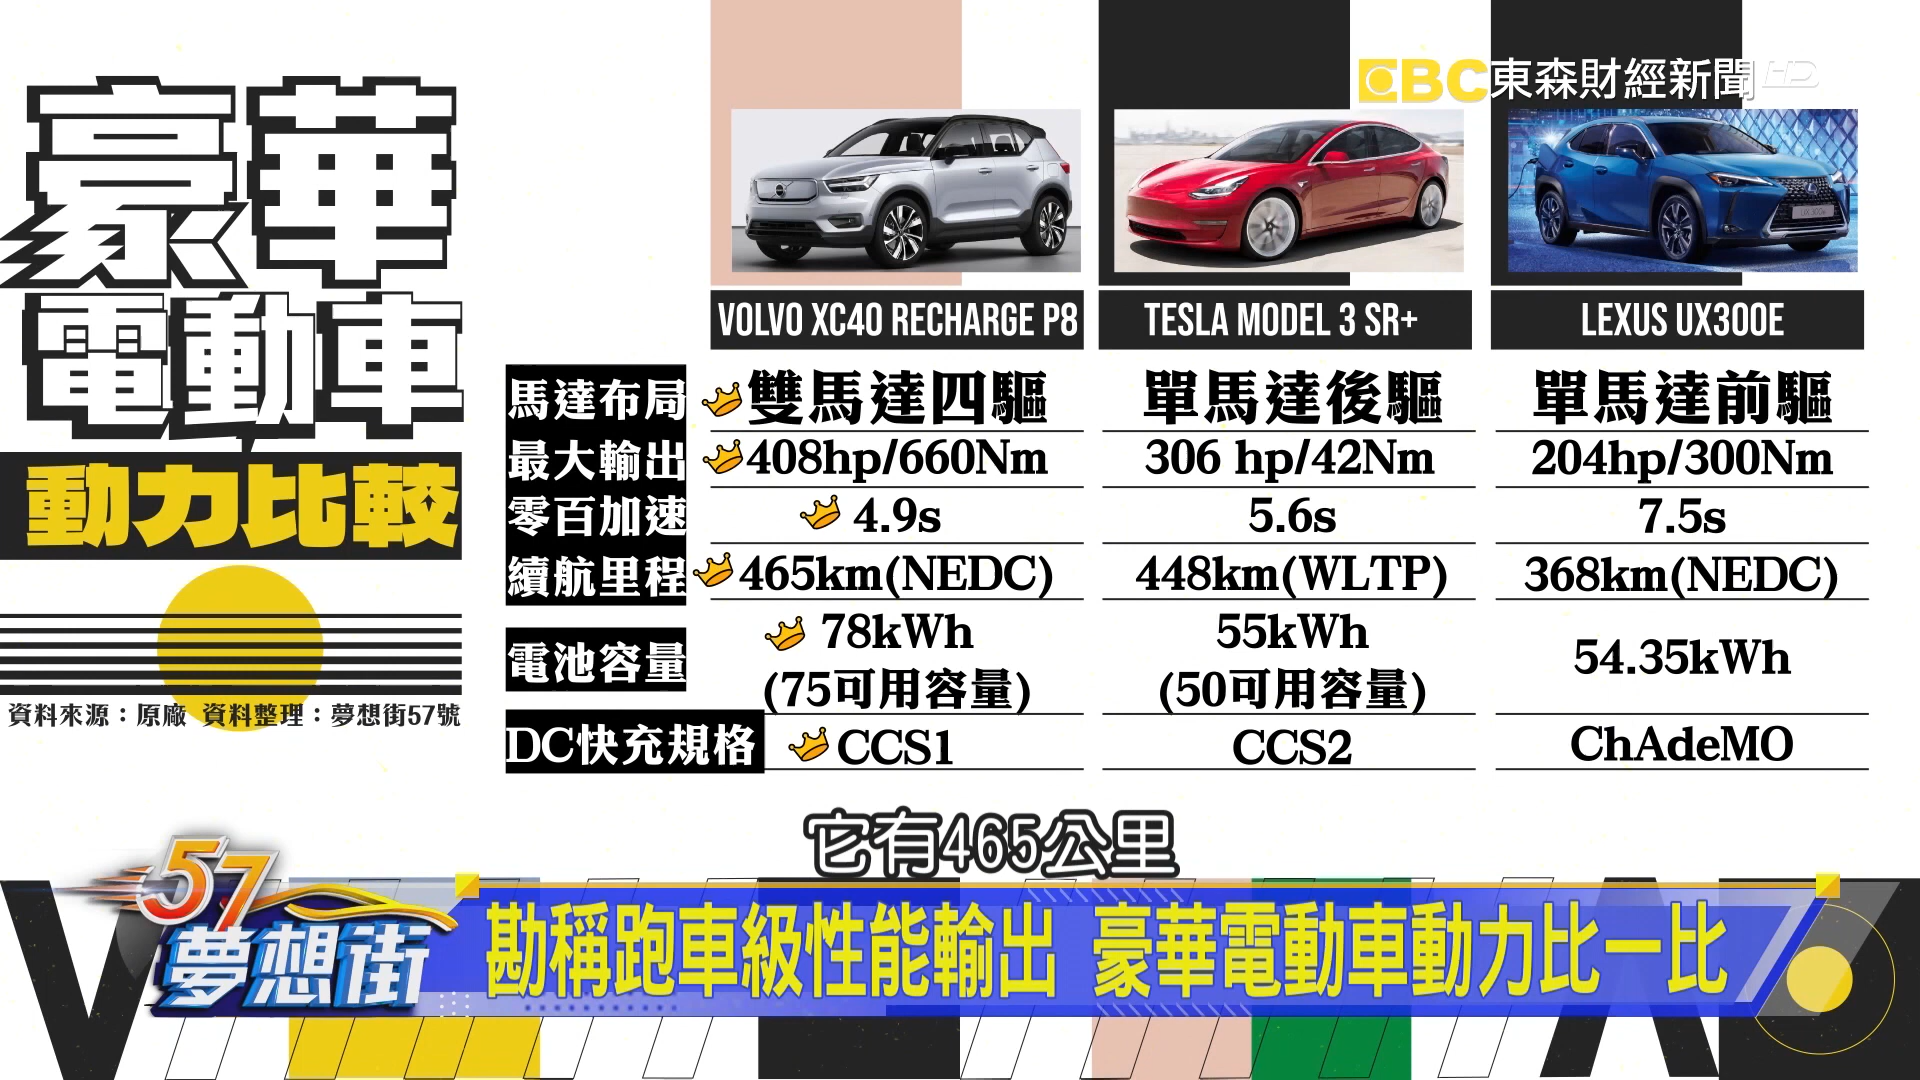 EBC東森財經新聞HD
豪華
電動車
動力比較
VOLVO XC40 RECHARGE P8
TESLA MODEL 3 SR+
LEXUS UX300E
馬達布局 雙馬達四驅 單馬達後驅 單馬達前驅
最大輸出 408hp/660Nm 306 hp/42Nm 204hp/300Nm
零百加速 4.9s 5.6s 7.5s
續航里程 465km(NEDC) 448km(WLTP) 368km(NEDC)
電池容量 78kWh 55kWh 54.35kWh
(75可用容量) (50可用容量)
DC快充規格 CCS1 CCS2 ChAdeMO
資料來源：原廠 資料整理：夢想街57號
它有465公里
57
夢想街
勘稱跑車級性能輸出 豪華電動車動力比一比